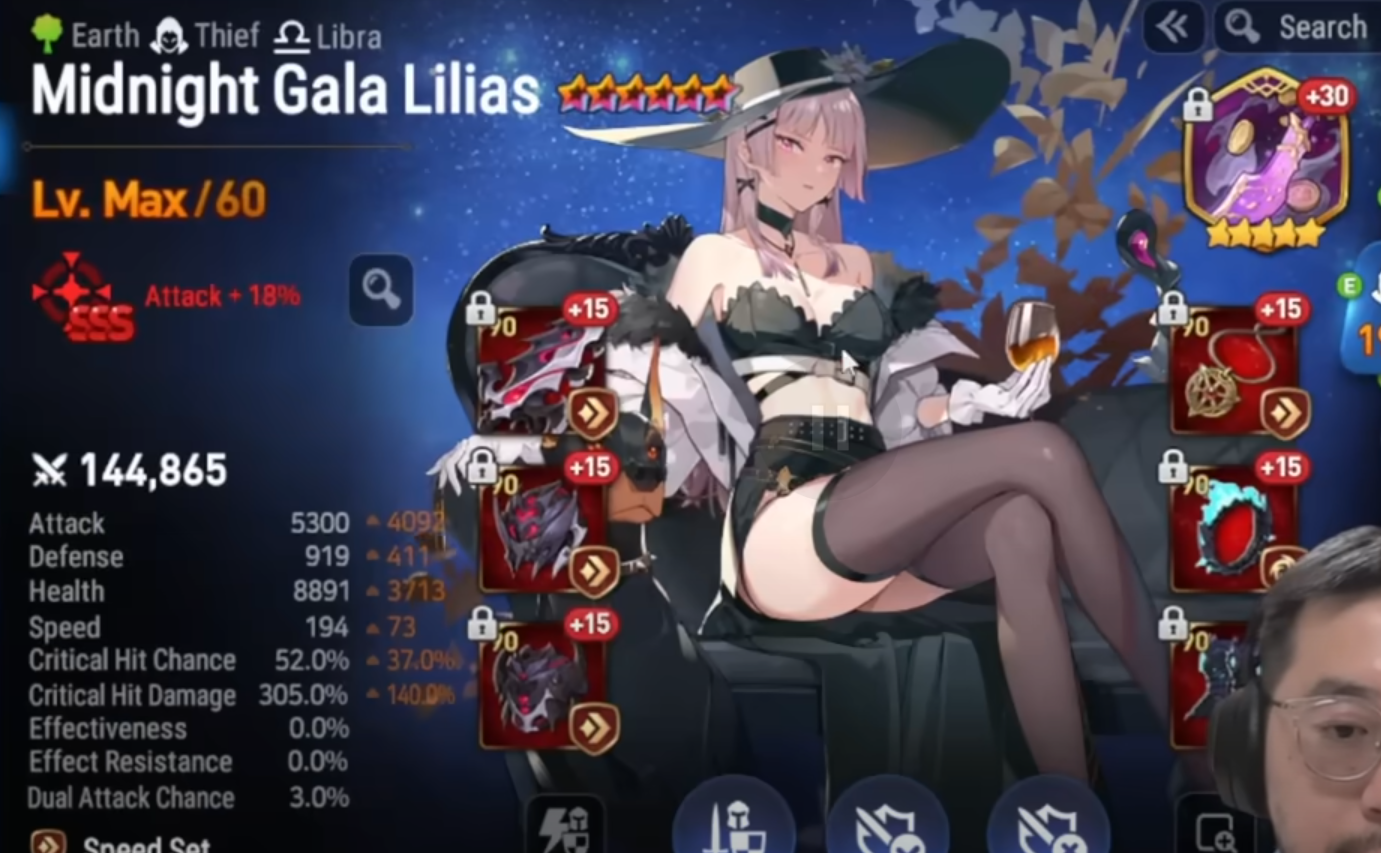 Earth Thief Libra
Search
Midnight Gala Lilias
+30
Lv. Max/60
SSS Attack + 18%
+15
+15
144,865
+15
+15
Attack 5300 4092
Defense 919 411
Health 8891 3713
Speed 194 73
+15
Critical Hit Chance 52.0% 37.0%
Critical Hit Damage 305.0% 140.0%
Effectiveness 0.0%
Effect Resistance 0.0%
Dual Attack Chance 3.0%
Speed Set
E